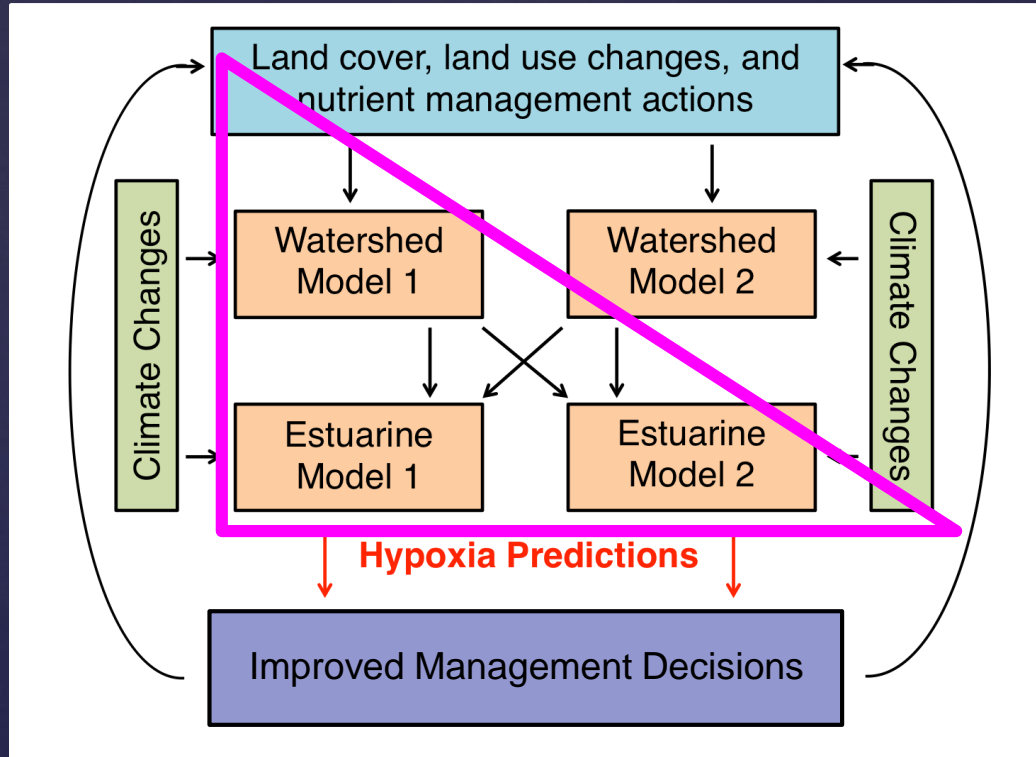 Land cover, land use changes, and
nutrient management actions
Climate Changes
Watershed
Model 1
Watershed
Model 2
Climate Changes
Estuarine
Model 1
Estuarine
Model 2
Hypoxia Predictions
Improved Management Decisions